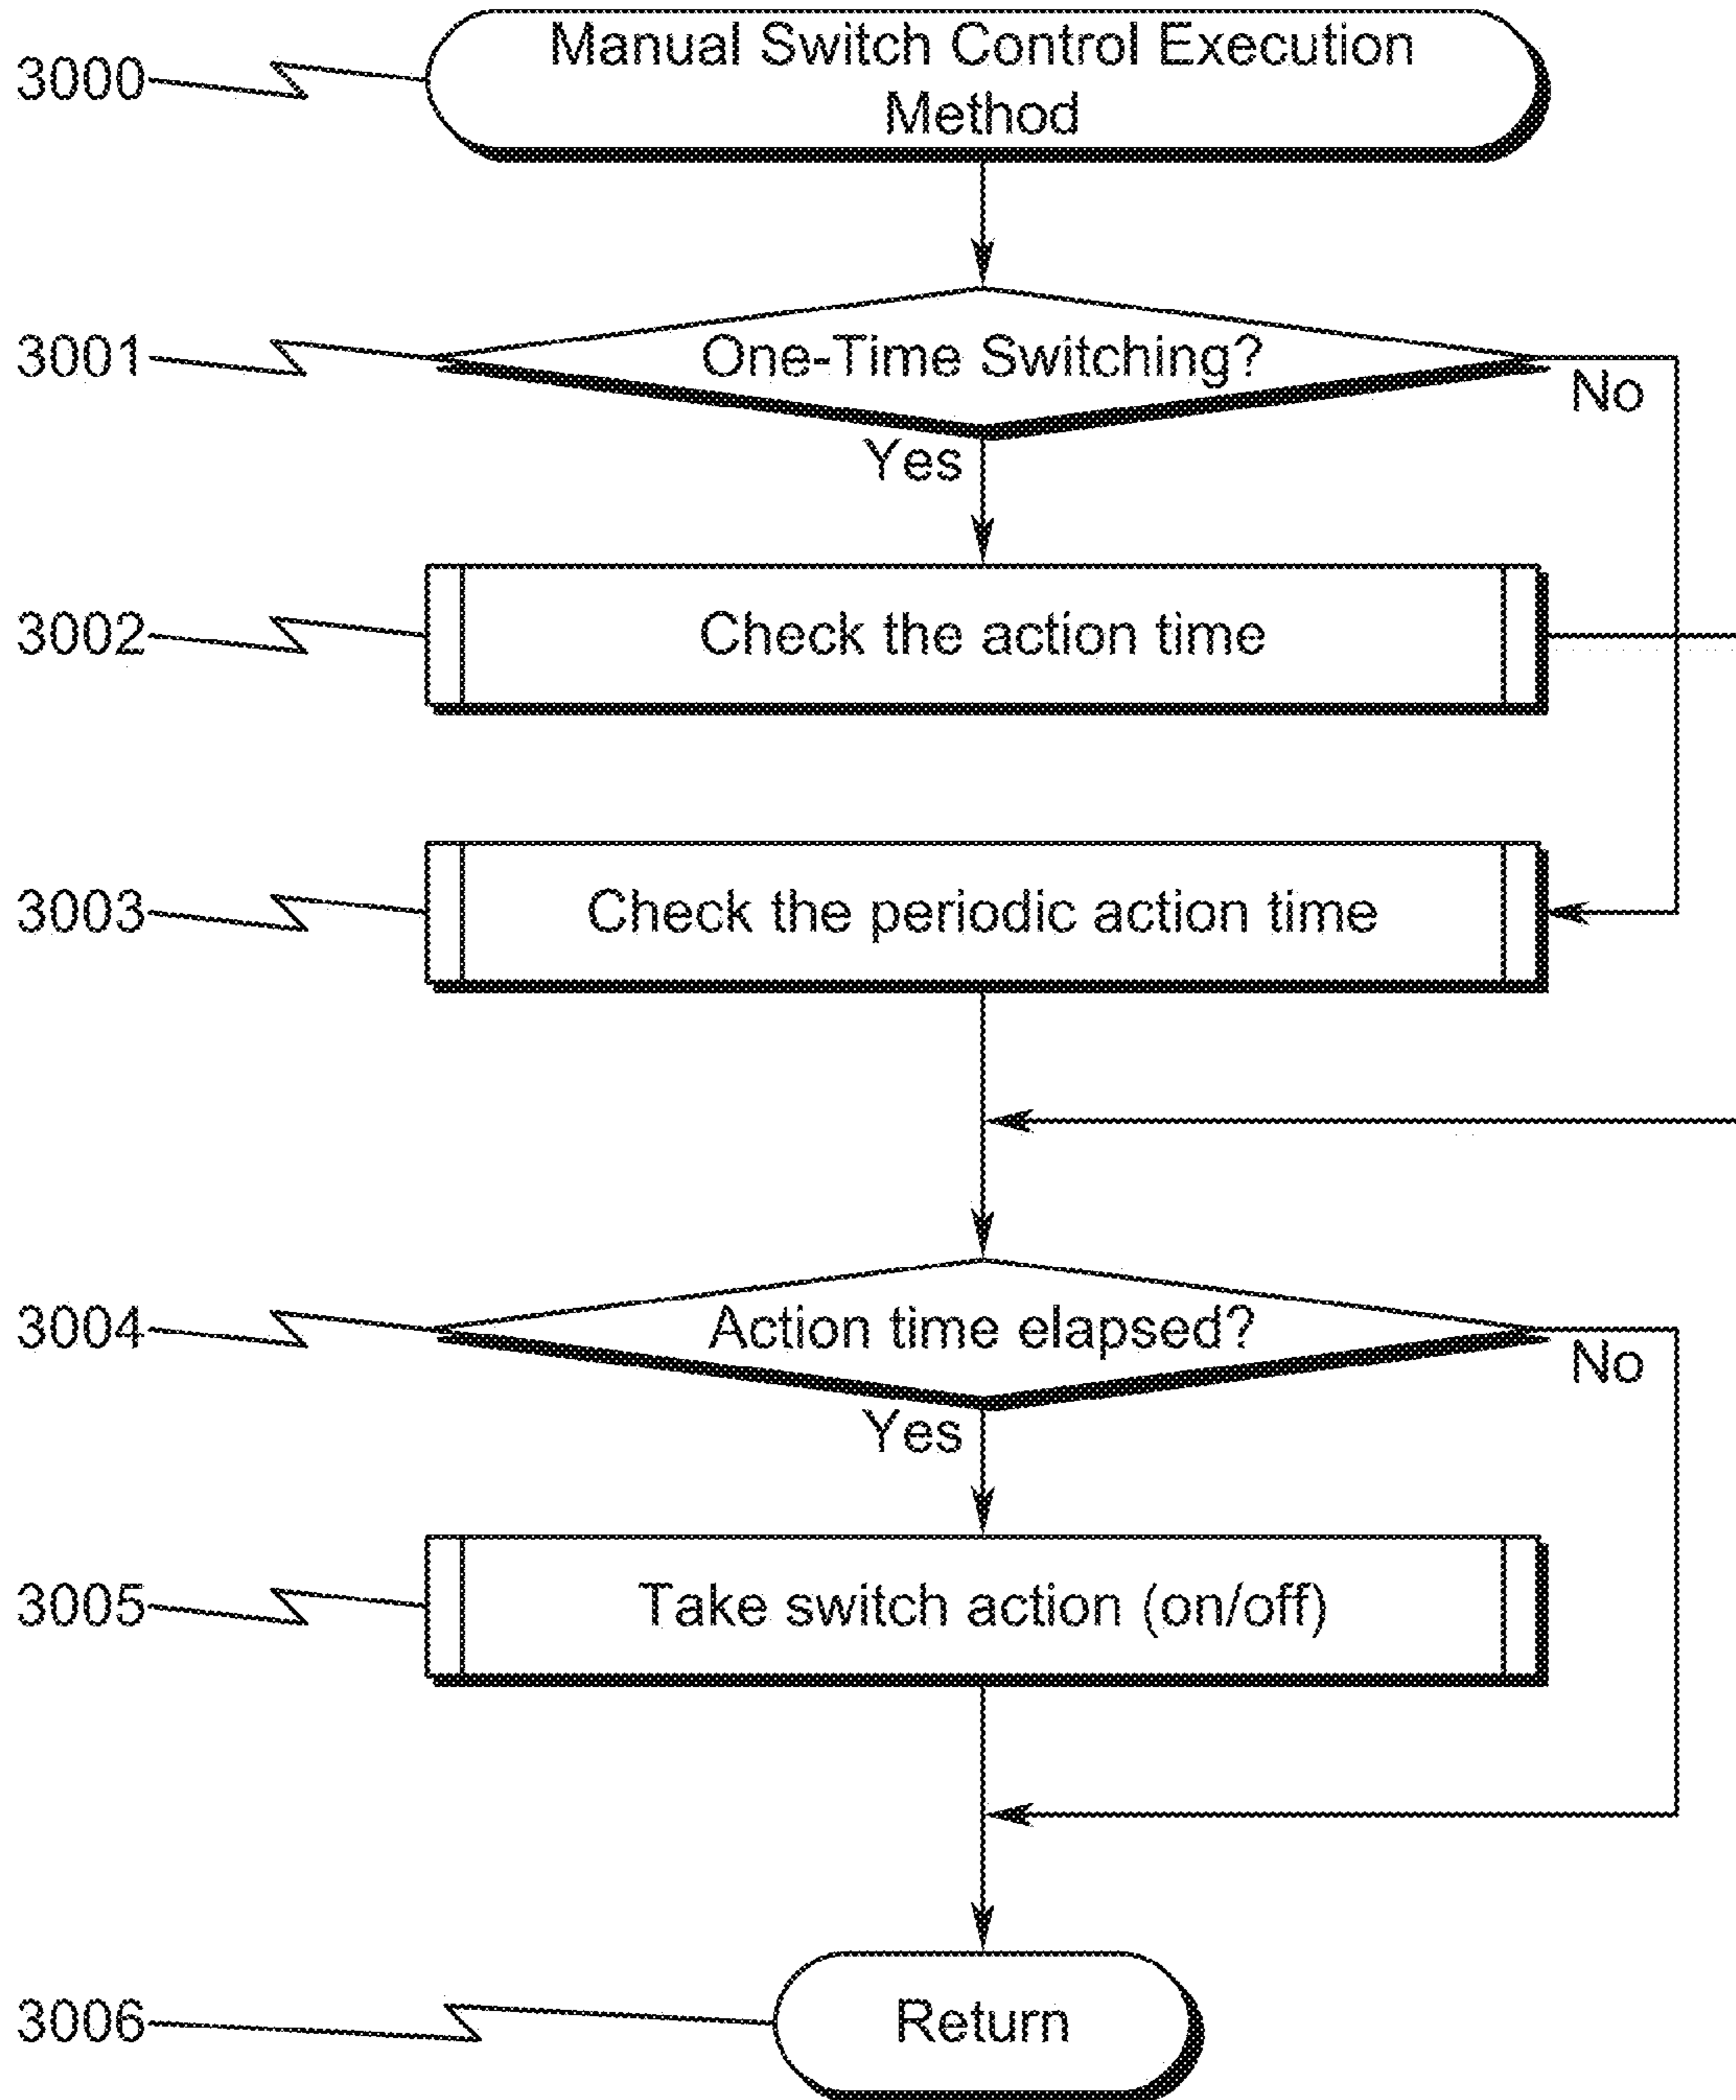 3000
Manual Switch Control Execution
Method
3001
One-Time Switching?
No
Yes
3002
Check the action time
3003
Check the periodic action time
3004
Action time elapsed?
No
Yes
3005
Take switch action (on/off)
3006
Return